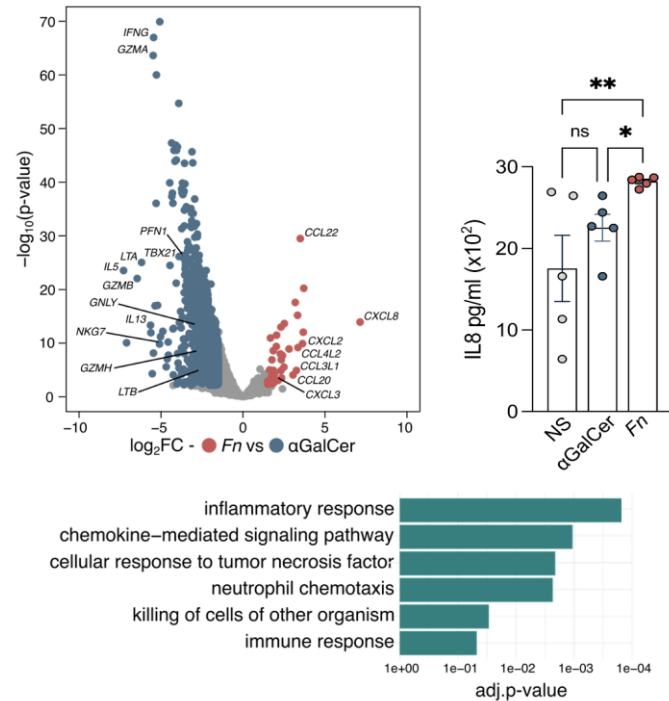 70
60
50
40
30
20
10
0
−log10(p-value)
IFNG
GZMA
PFN1
LTA
TBX21
IL5
GZMB
GNLY
IL13
NKG7
GZMH
LTB
CCL22
CXCL8
CXCL2
CCL4L2
CCL3L1
CCL20
CXCL3
−10
−5
0
5
10
log2FC - Fn vs αGalCer
**
ns
*
30
20
10
0
IL8 pg/ml (x10²)
NS
αGalCer
Fn
inflammatory response
chemokine−mediated signaling pathway
cellular response to tumor necrosis factor
neutrophil chemotaxis
killing of cells of other organism
immune response
1e+00
1e−01
1e−02
1e−03
1e−04
adj.p-value